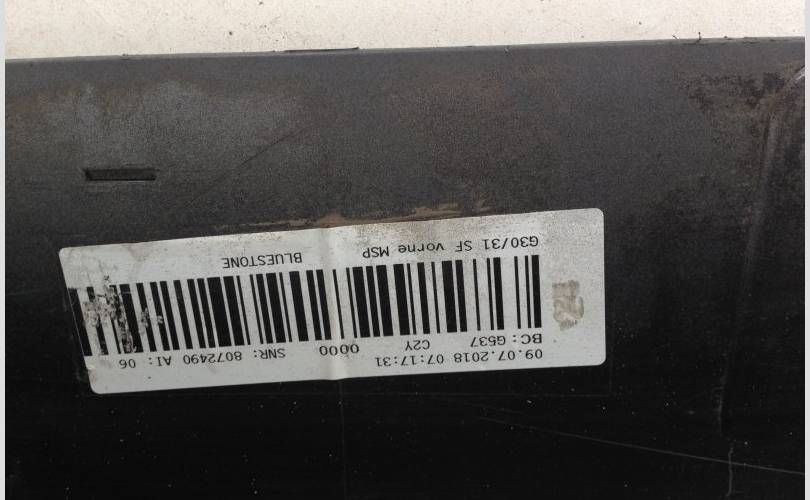 09.07.2018 07:17:31
BC: G537 C2Y 0000 SNR: 8072490 AI: 06
G30/31 SF vorne MSP BLUESTONE